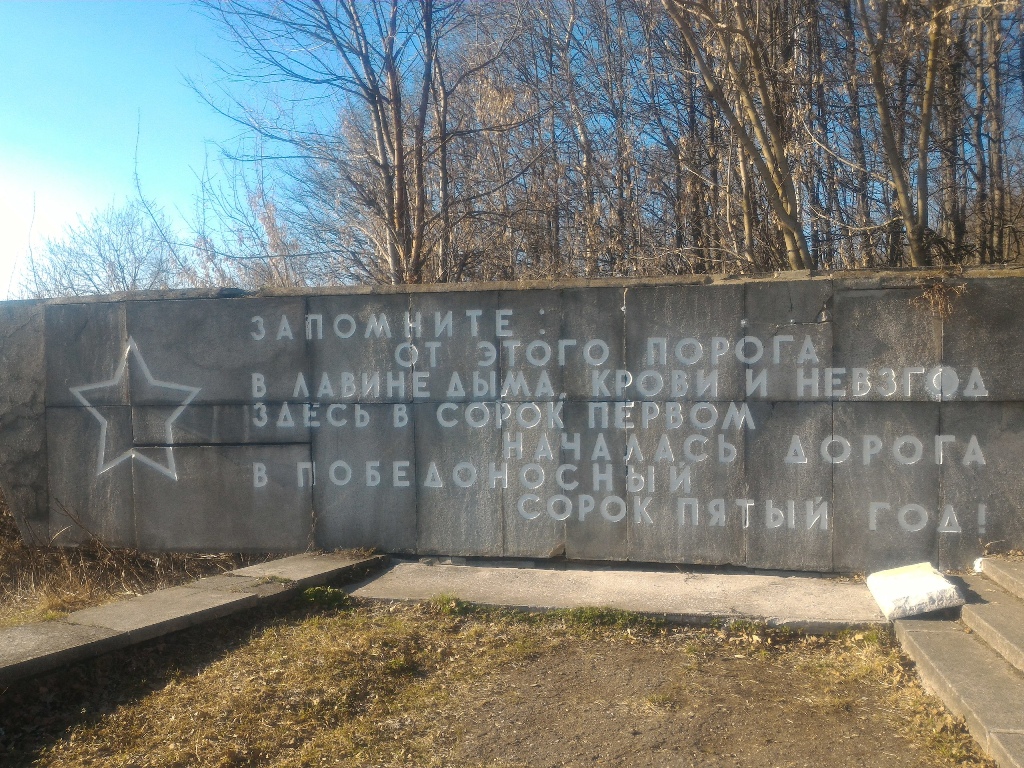 ЗАПОМНИТЕ:
ОТ ЭТОГО ПОРОГА
В ЛАВИНЕ ДЫМА, КРОВИ И НЕВЗГОД
ЗДЕСЬ В СОРОК ПЕРВОМ
НАЧАЛАСЬ ДОРОГА
В ПОБЕДОНОСНЫЙ
СОРОК ПЯТЫЙ ГОД!